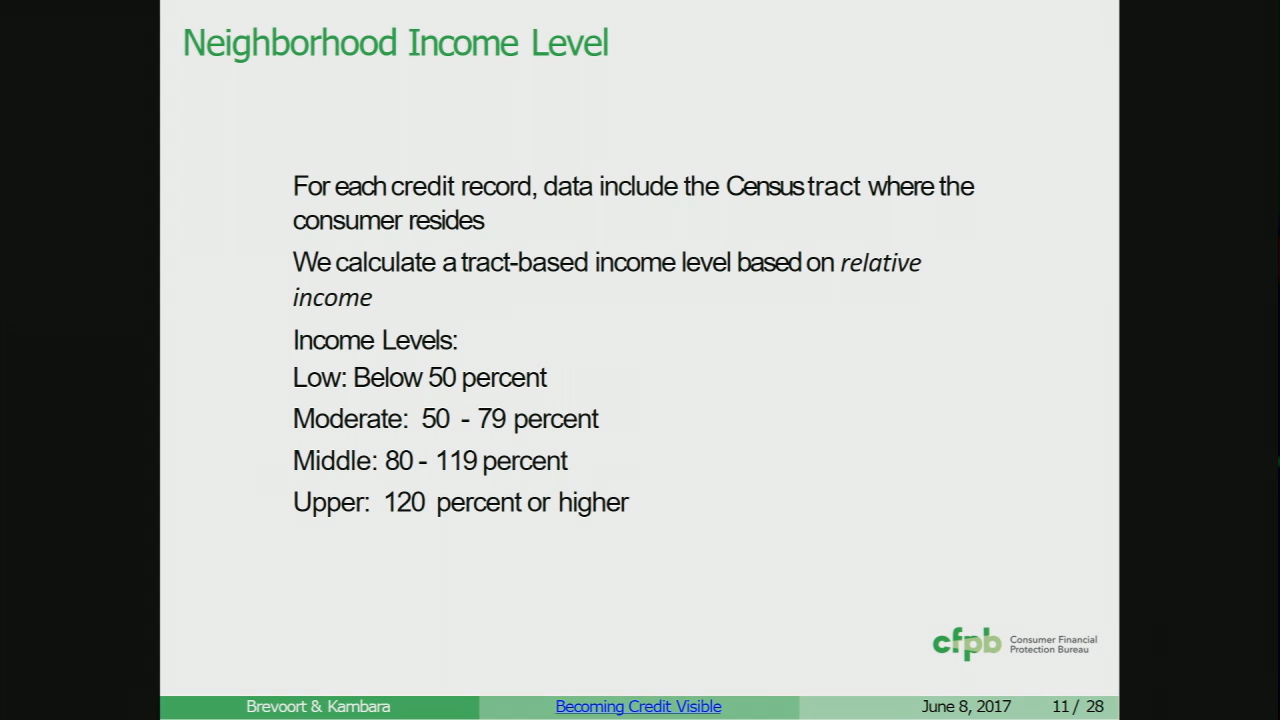 Neighborhood Income Level
For each credit record, data include the Census tract where the
consumer resides
We calculate a tract-based income level based on relative
income
Income Levels:
Low: Below 50 percent
Moderate: 50 - 79 percent
Middle: 80 - 119 percent
Upper: 120 percent or higher
cfpb Consumer Financial
Protection Bureau
Brevoort & Kambara Becoming Credit Visible June 8, 2017 11 / 28